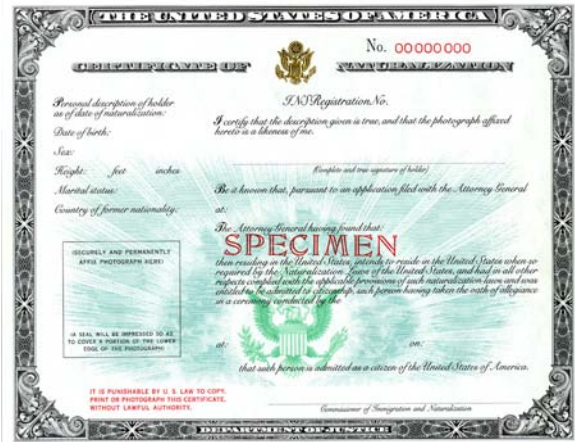 THE UNITED STATES OF AMERICA
No. 00000000
CERTIFICATE OF NATURALIZATION
Personal description of holder
as of date of naturalization:
Date of birth:
Sex:
Height: feet inches
Marital status:
Country of former nationality:
INS Registration No.
I certify that the description given is true, and that the photograph affixed
hereto is a likeness of me.
(Complete and true signature of holder)
Be it known that, pursuant to an application filed with the Attorney General
at:
The Attorney General having found that:
SPECIMEN
then residing in the United States, intends to reside in the United States when so
required by the Naturalization Laws of the United States, and had in all other
respects complied with the applicable provisions of such naturalization laws and was
entitled to be admitted to citizenship, such person having taken the oath of allegiance
in a ceremony conducted by the
(SECURELY AND PERMANENTLY
AFFIX PHOTOGRAPH HERE)
(A SEAL WILL BE IMPRESSED SO AS
TO COVER A PORTION OF THE LOWER
EDGE OF THE PHOTOGRAPH)
at: on:
that such person is admitted as a citizen of the United States of America.
IT IS PUNISHABLE BY U. S. LAW TO COPY,
PRINT OR PHOTOGRAPH THIS CERTIFICATE,
WITHOUT LAWFUL AUTHORITY.
Commissioner of Immigration and Naturalization
DEPARTMENT OF JUSTICE